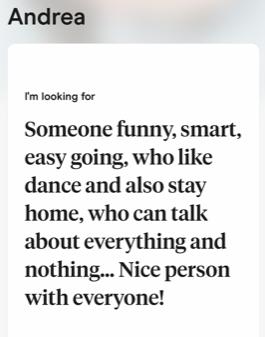 Andrea
I'm looking for
Someone funny, smart,
easy going, who like
dance and also stay
home, who can talk
about everything and
nothing... Nice person
with everyone!